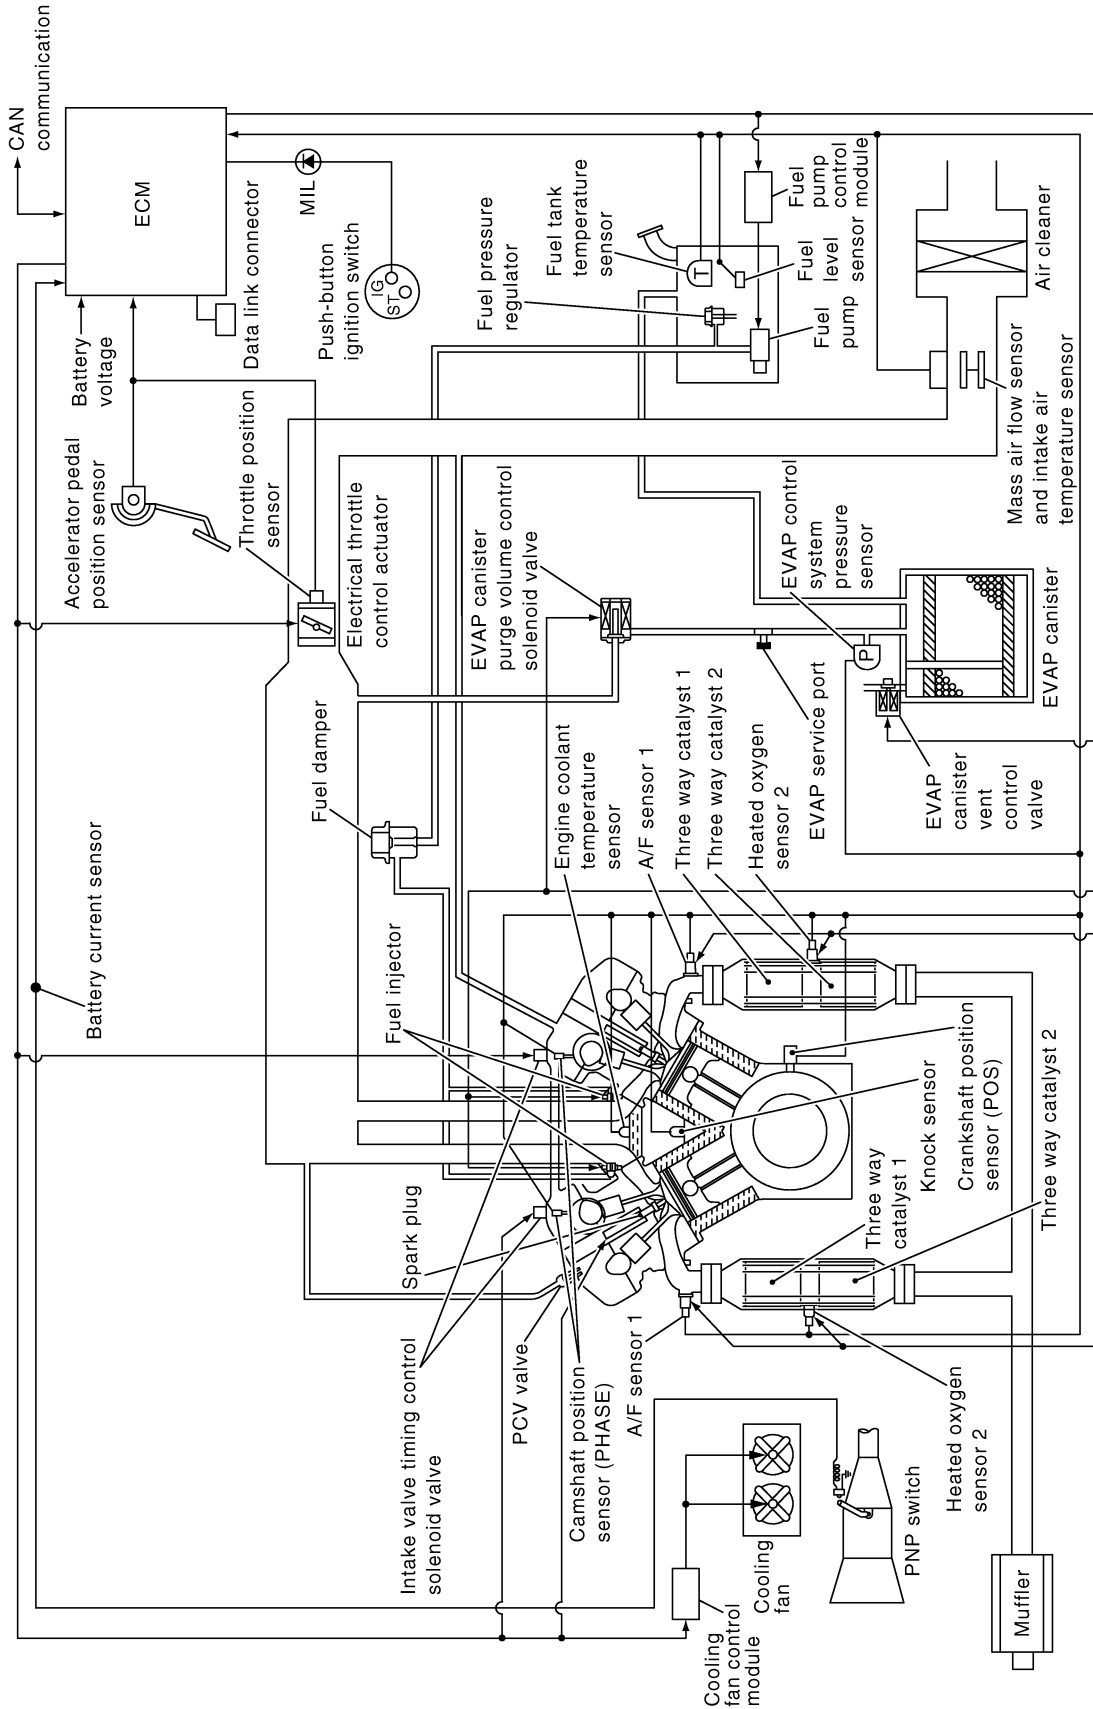 CAN
communication
ECM
MIL
Data link connector
Push-button
ignition switch
IG
ST
Battery
voltage
Accelerator pedal
position sensor
Throttle position
sensor
Electrical throttle
control actuator
Fuel pressure
regulator
Fuel tank
temperature
sensor
T
Fuel
pump
control
module
Fuel
level
sensor
Fuel
pump
Air cleaner
Mass air flow sensor
and intake air
temperature sensor
EVAP canister
purge volume control
solenoid valve
EVAP control
system
pressure
sensor
P
EVAP canister
EVAP service port
EVAP
canister
vent
control
valve
Fuel damper
Battery current sensor
Fuel injector
Engine coolant
temperature
sensor
A/F sensor 1
Three way catalyst 1
Three way catalyst 2
Heated oxygen
sensor 2
Spark plug
Intake valve timing control
solenoid valve
PCV valve
Camshaft position
sensor (PHASE)
A/F sensor 1
Three way
catalyst 1
Knock sensor
Crankshaft position
sensor (POS)
Three way catalyst 2
Heated oxygen
sensor 2
Cooling
fan control
module
Cooling
fan
PNP switch
Muffler